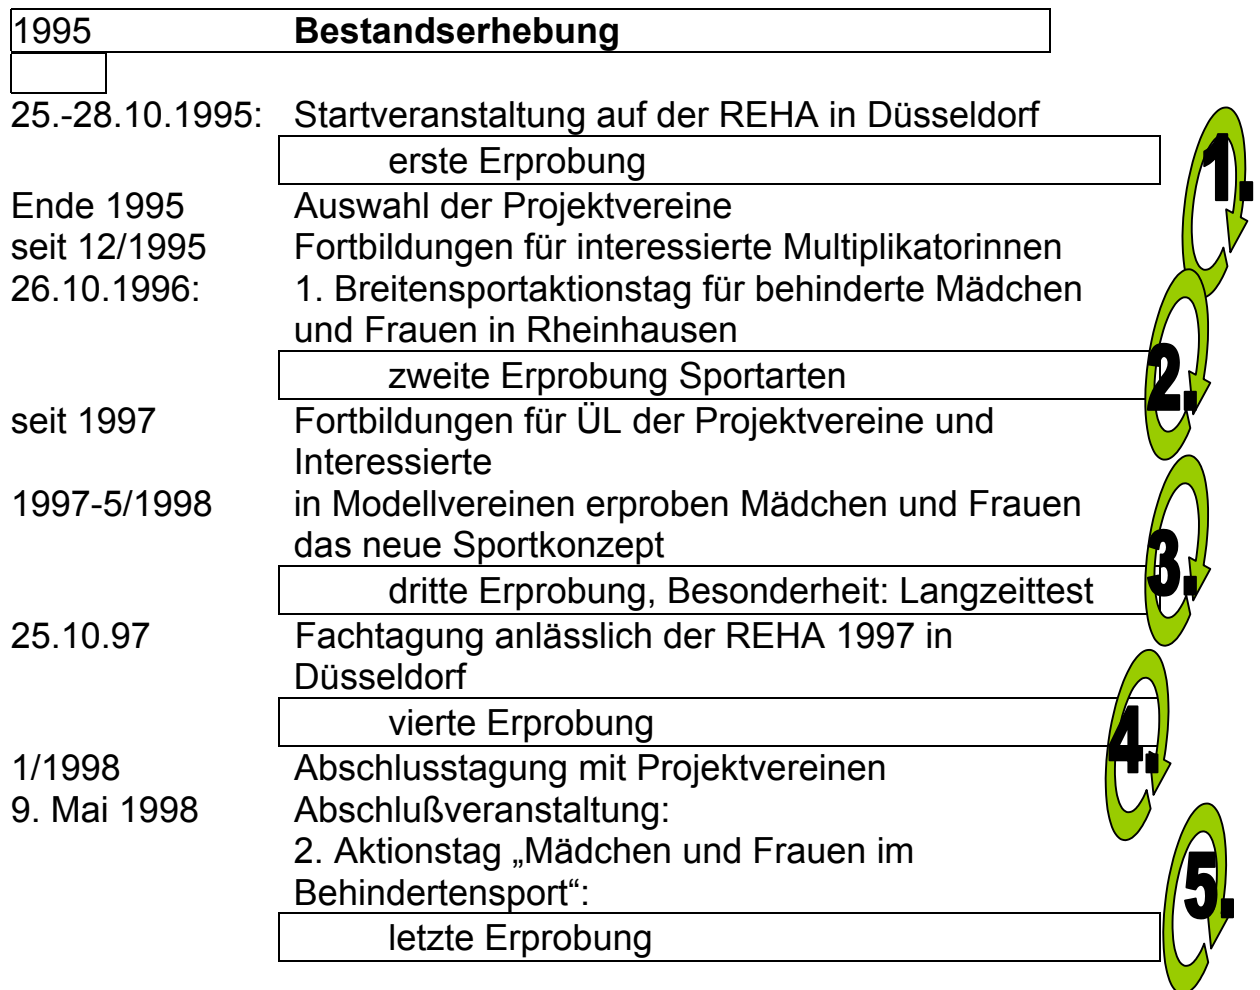 1995 Bestandserhebung
25.-28.10.1995: Startveranstaltung auf der REHA in Düsseldorf
erste Erprobung
1.
Ende 1995 Auswahl der Projektvereine
seit 12/1995 Fortbildungen für interessierte Multiplikatorinnen
26.10.1996: 1. Breitensportaktionstag für behinderte Mädchen
und Frauen in Rheinhausen
zweite Erprobung Sportarten
2.
seit 1997 Fortbildungen für ÜL der Projektvereine und
Interessierte
1997-5/1998 in Modellvereinen erproben Mädchen und Frauen
das neue Sportkonzept
dritte Erprobung, Besonderheit: Langzeittest
3.
25.10.97 Fachtagung anlässlich der REHA 1997 in
Düsseldorf
vierte Erprobung
4.
1/1998 Abschlusstagung mit Projektvereinen
9. Mai 1998 Abschlußveranstaltung:
2. Aktionstag „Mädchen und Frauen im
Behindertensport“:
letzte Erprobung
5.